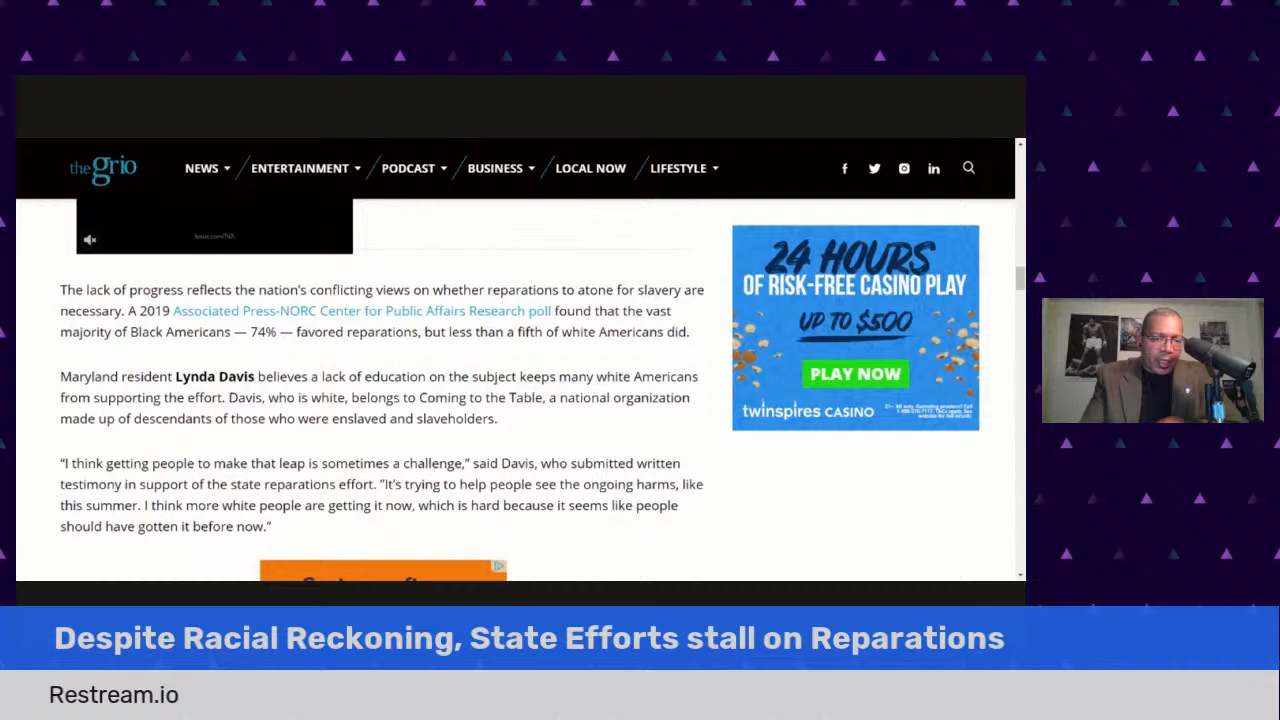 the grio
NEWS
ENTERTAINMENT
PODCAST
BUSINESS
LOCAL NOW
LIFESTYLE
lexus.com/NX
The lack of progress reflects the nation's conflicting views on whether reparations to atone for slavery are
necessary. A 2019 Associated Press-NORC Center for Public Affairs Research poll found that the vast
majority of Black Americans — 74% — favored reparations, but less than a fifth of white Americans did.
Maryland resident Lynda Davis believes a lack of education on the subject keeps many white Americans
from supporting the effort. Davis, who is white, belongs to Coming to the Table, a national organization
made up of descendants of those who were enslaved and slaveholders.
“I think getting people to make that leap is sometimes a challenge,” said Davis, who submitted written
testimony in support of the state reparations effort. “It’s trying to help people see the ongoing harms, like
this summer. I think more white people are getting it now, which is hard because it seems like people
should have gotten it before now.”
24 HOURS
OF RISK-FREE CASINO PLAY
UP TO $500
PLAY NOW
twinspires CASINO
Despite Racial Reckoning, State Efforts stall on Reparations
Restream.io